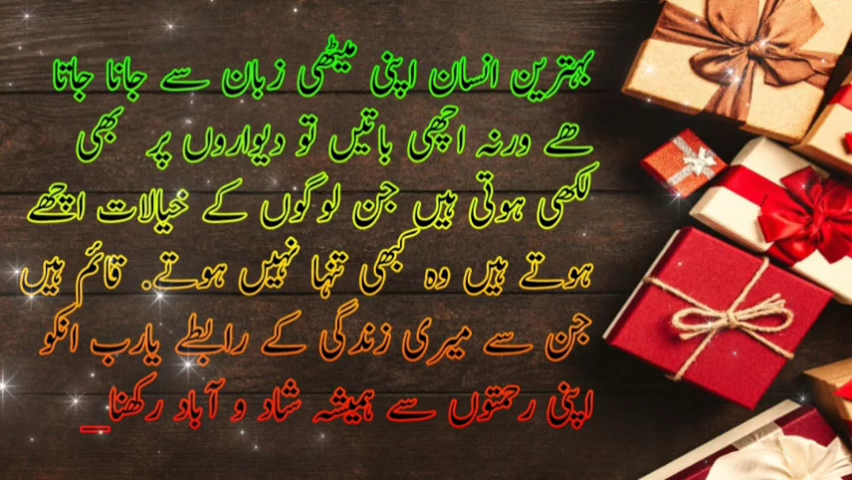 بہترین انسان اپنی میٹھی زبان سے جانا جاتا
ھے ورنہ اچھی باتیں تو دیواروں پر بھی
لکھی ہوتی ہیں جن لوگوں کے خیالات اچھے
ہوتے ہیں وہ کبھی تنہا نہیں ہوتے. قائم ہیں
جن سے میری زندگی کے رابطے یارب انکو
اپنی رحمتوں سے ہمیشہ شاد و آباد رکھنا_